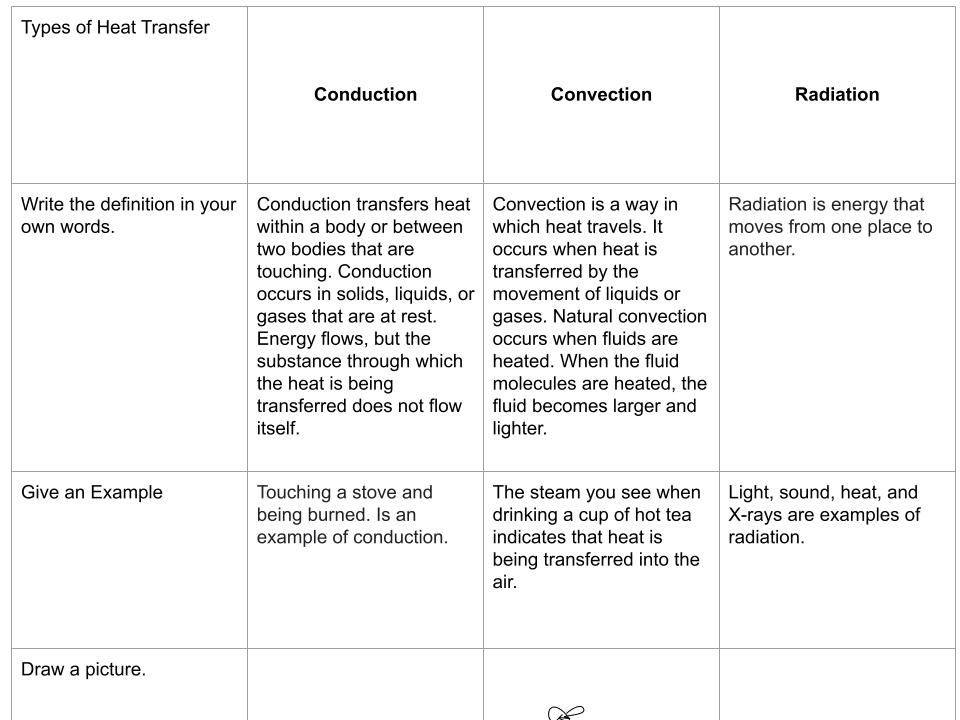 Types of Heat Transfer
Conduction
Convection
Radiation
Write the definition in your
own words.
Conduction transfers heat
within a body or between
two bodies that are
touching. Conduction
occurs in solids, liquids, or
gases that are at rest.
Energy flows, but the
substance through which
the heat is being
transferred does not flow
itself.
Convection is a way in
which heat travels. It
occurs when heat is
transferred by the
movement of liquids or
gases. Natural convection
occurs when fluids are
heated. When the fluid
molecules are heated, the
fluid becomes larger and
lighter.
Radiation is energy that
moves from one place to
another.
Give an Example
Touching a stove and
being burned. Is an
example of conduction.
The steam you see when
drinking a cup of hot tea
indicates that heat is
being transferred into the
air.
Light, sound, heat, and
X-rays are examples of
radiation.
Draw a picture.